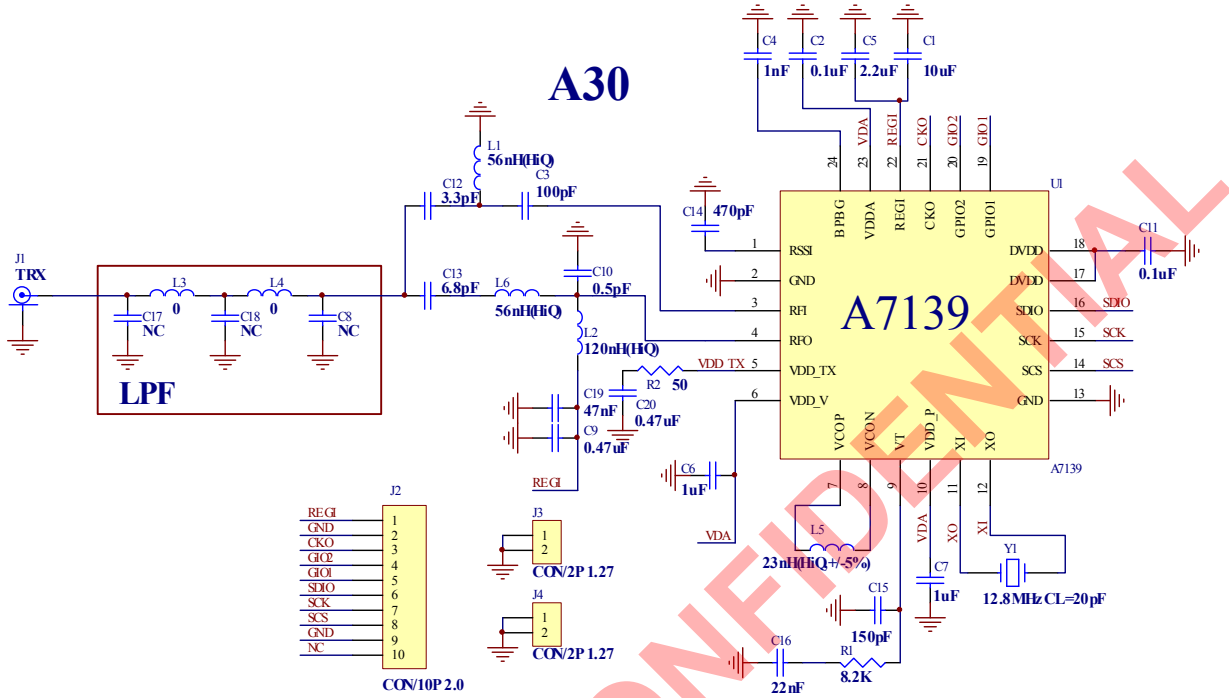 A30
C4
1nF
C2
0.1uF
C5
2.2uF
C1
10uF
VDA
REGI
CKO
GIO2
GIO1
24
23
22
21
20
19
L1
56nH(HiQ)
C3
100pF
C12
3.3pF
C14
470pF
U1
BPBG
VDDA
REGI
CKO
GPIO2
GPIO1
1
RSSI
2
GND
3
RFI
4
RFO
5
VDD_TX
6
VDD_V
A7139
DVDD
18
DVDD
17
SDIO
16
SDIO
SCK
15
SCK
SCS
14
SCS
GND
13
C11
0.1uF
J1
TRX
L3
0
L4
0
C17
NC
C18
NC
C8
NC
LPF
C13
6.8pF
L6
56nH(HiQ)
C10
0.5pF
L2
120nH(HiQ)
VDD TX
R2
50
C19
47nF
C20
0.47uF
C9
0.47uF
REGI
C6
1uF
VDA
VCOP
VCON
VT
VDD_P
XI
XO
A7139
7
8
9
10
11
12
L5
23nH(HiQ,+/-5%)
VDA
XO
XI
C7
1uF
Y1
12.8MHz CL=20pF
C15
150pF
C16
22nF
R1
8.2K
J2
REGI
1
GND
2
CKO
3
GIO2
4
GIO1
5
SDIO
6
SCK
7
SCS
8
GND
9
NC
10
CON/10P 2.0
J3
1
2
CON/2P 1.27
J4
1
2
CON/2P 1.27
CONFIDENTIAL